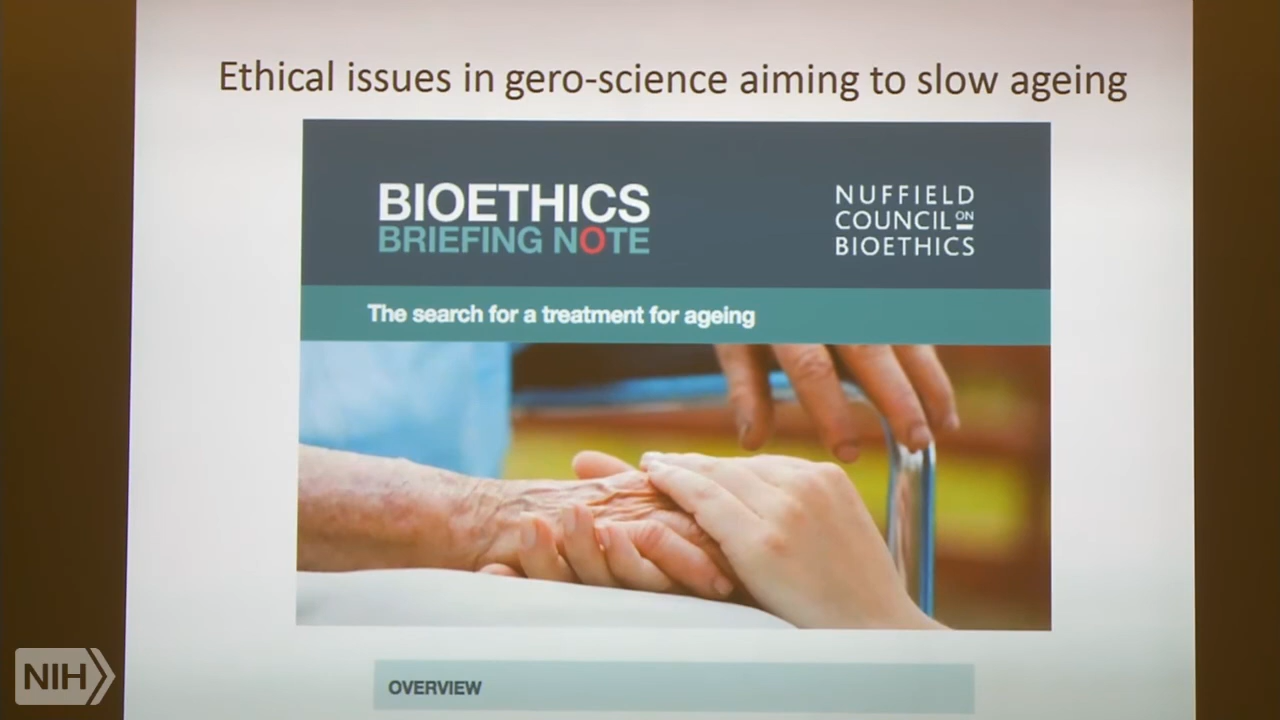 Ethical issues in gero-science aiming to slow ageing
BIOETHICS
BRIEFING NOTE
NUFFIELD
COUNCIL ON
BIOETHICS
The search for a treatment for ageing
OVERVIEW
NIH